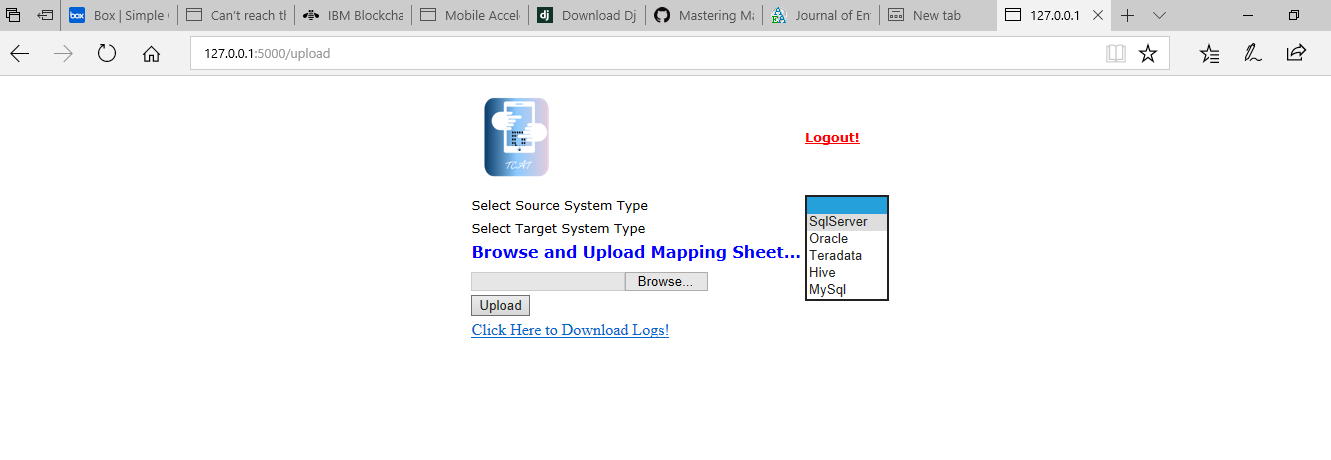 Box | Simple
Can't reach th
IBM Blockcha
Mobile Accel
dj
Download Dj
Mastering Ma
Journal of En
New tab
127.0.0.1
127.0.0.1:5000/upload
TCAT
Logout!
Select Source System Type
Select Target System Type
Browse and Upload Mapping Sheet...
SqlServer
Oracle
Teradata
Hive
MySql
Browse...
Upload
Click Here to Download Logs!